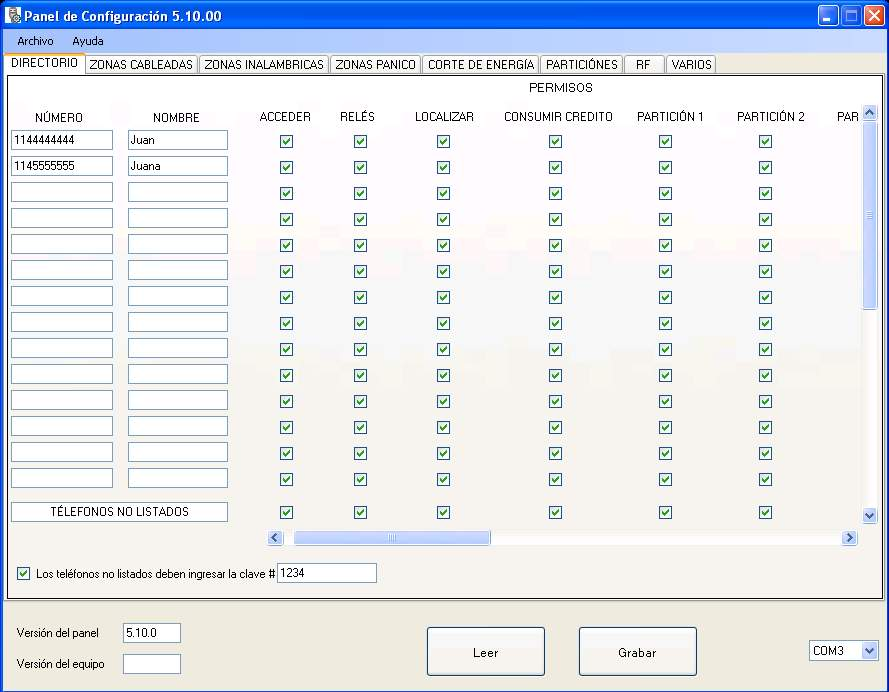 Panel de Configuración 5.10.00
Archivo Ayuda
DIRECTORIO ZONAS CABLEADAS ZONAS INALAMBRICAS ZONAS PANICO CORTE DE ENERGÍA PARTICIÓNES RF VARIOS
PERMISOS
NÚMERO NOMBRE ACCEDER RELÉS LOCALIZAR CONSUMIR CREDITO PARTICIÓN 1 PARTICIÓN 2 PAR
1144444444 Juan
1145555555 Juana
TÉLEFONOS NO LISTADOS
Los teléfonos no listados deben ingresar la clave # 1234
Versión del panel 5.10.0
Versión del equipo
Leer Grabar COM3